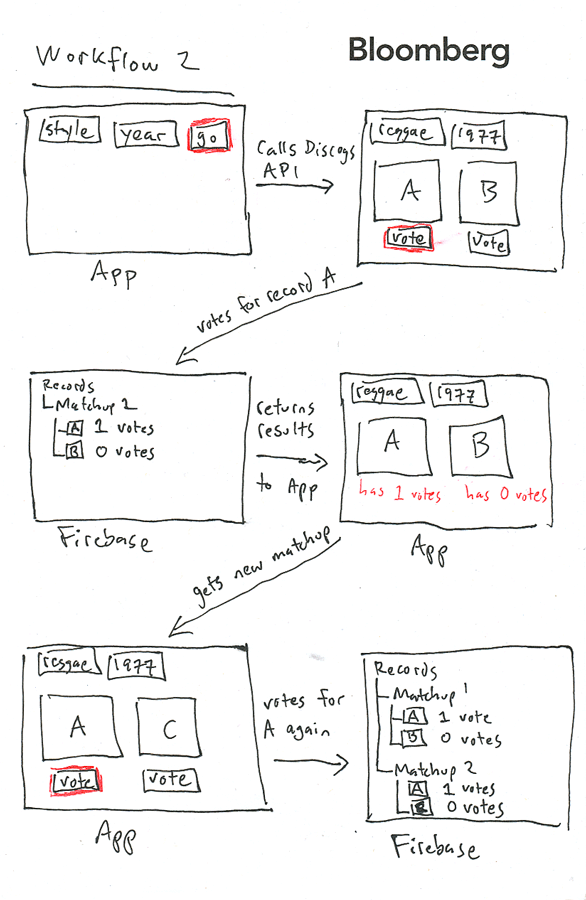 Workflow 2
Bloomberg
style year go
Calls Discogs
API
App
reggae 1977
A B
vote vote
votes for record A
Records
Matchup 1
A 1 votes
B 0 votes
Firebase
returns
results
to App
reggae 1977
A B
has 1 votes has 0 votes
App
gets new matchup
reggae 1977
A C
vote vote
App
votes for
A again
Records
Matchup 1
A 1 vote
B 0 votes
Matchup 2
A 1 votes
0 votes
Firebase